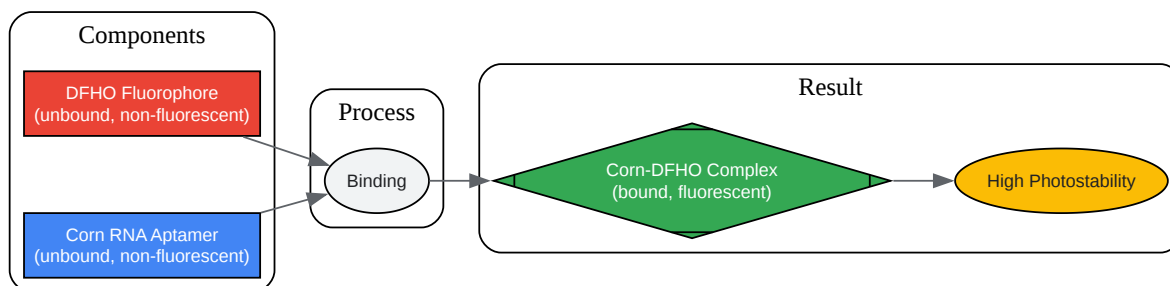 Components
DFHO Fluorophore
(unbound, non-fluorescent)
Corn RNA Aptamer
(unbound, non-fluorescent)
Process
Binding
Result
Corn-DFHO Complex
(bound, fluorescent)
High Photostability